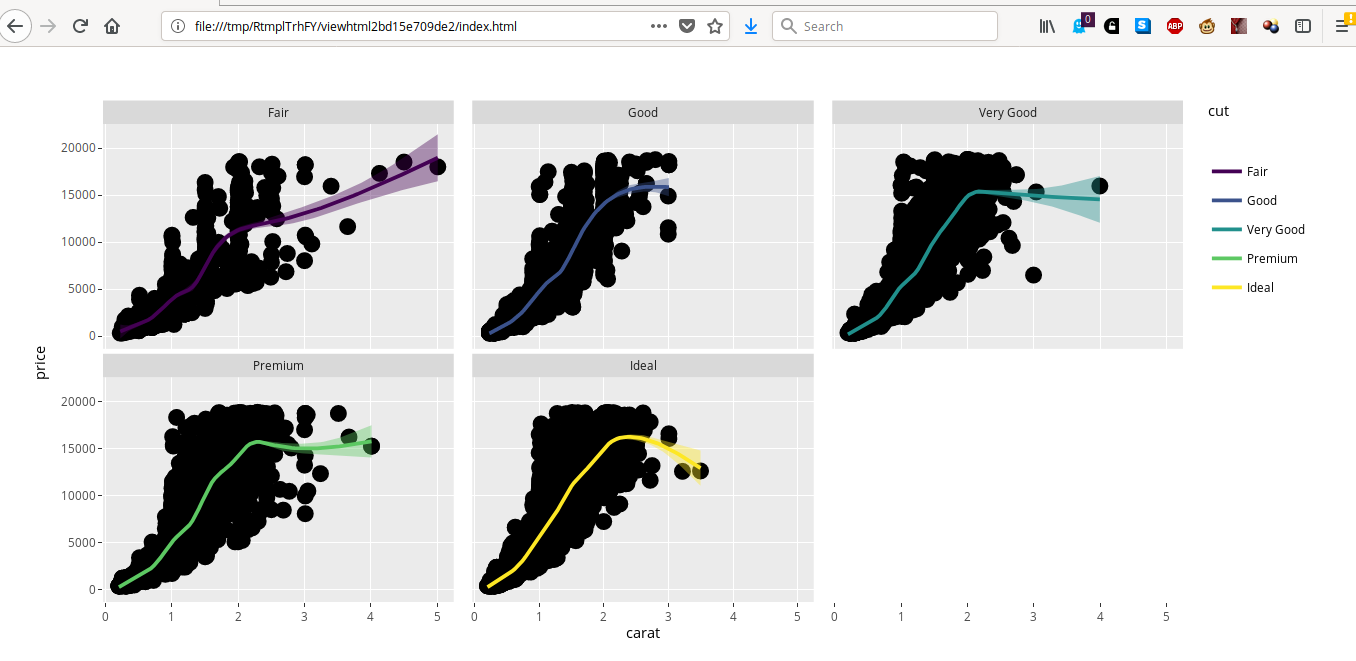 file:///tmp/RtmplTrhFY/viewhtml2bd15e709de2/index.html
Search
0
S
ABP
!
Fair
Good
Very Good
cut
20000
15000
10000
5000
0
Fair
Good
Very Good
Premium
Ideal
price
Premium
Ideal
20000
15000
10000
5000
0
0 1 2 3 4 5
0 1 2 3 4 5
0 1 2 3 4 5
carat